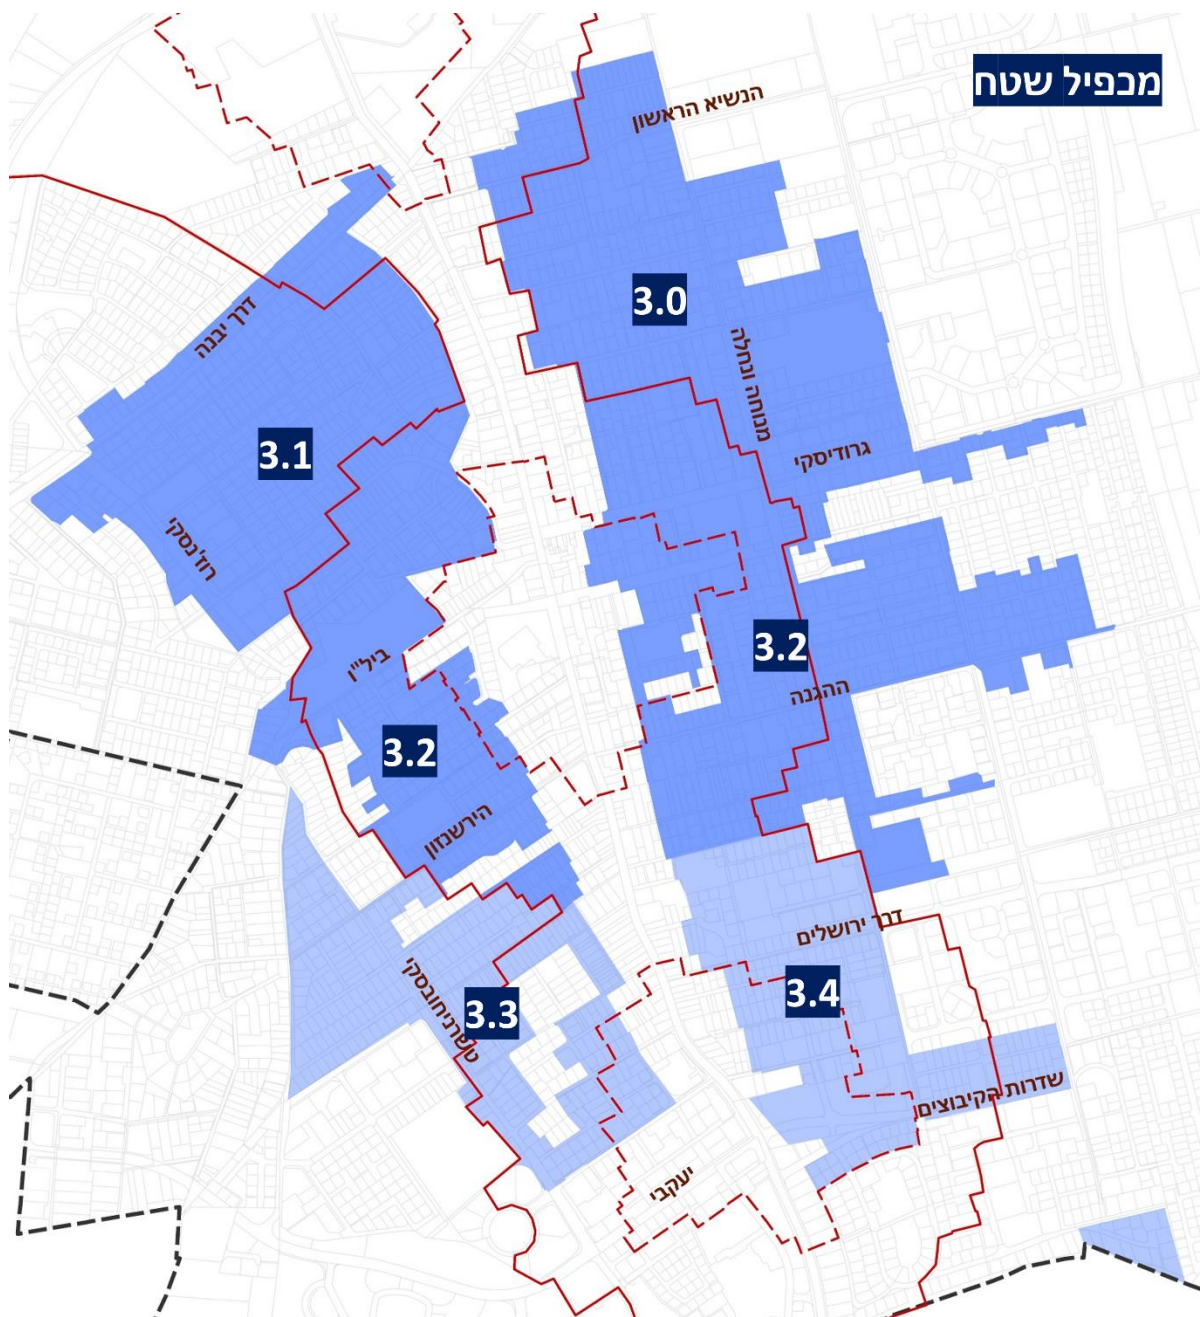 מכפיל שטח
הנשיא הראשון
3.0
דרך יבנה
מנוחה ונחלה
3.1
גרודיסקי
רוז'נסקי
3.2
ביל"ן
ההגנה
3.2
הירשנזון
דרך ירושלים
טשרניחובסקי
3.4
3.3
שדרות הקיבוצים
יעקבי